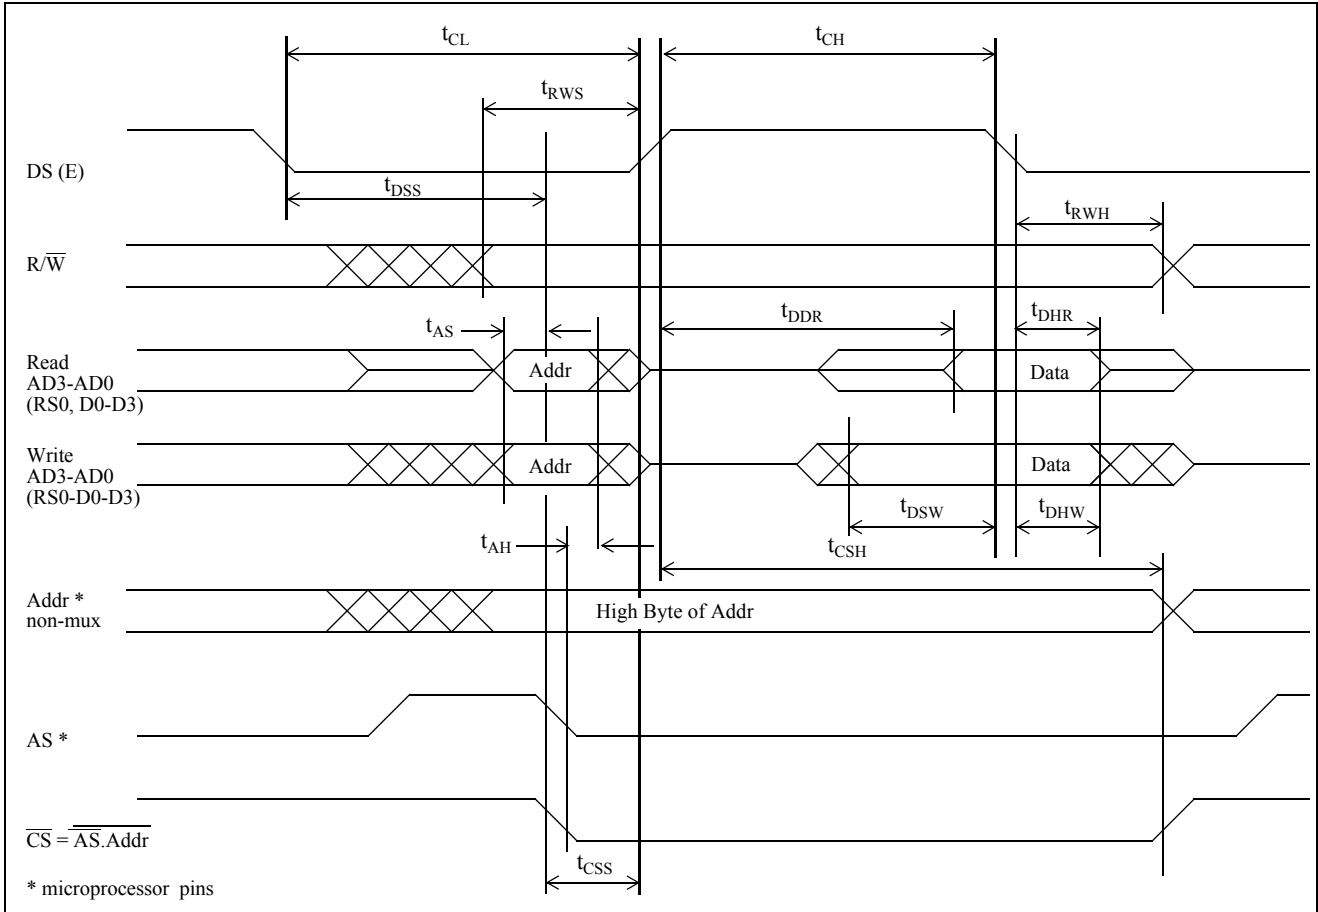 tCL
tCH
tRWS
DS (E)
tDSS
tRWH
R/W̅
tDDR
tAS
tDHR
Read
AD3-AD0
(RS0, D0-D3)
Addr
Data
Write
AD3-AD0
(RS0-D0-D3)
Addr
Data
tDSW
tDHW
tAH
tCSH
Addr *
non-mux
High Byte of Addr
AS *
C̅S̅ = A̅S̅.Addr
tCSS
* microprocessor pins